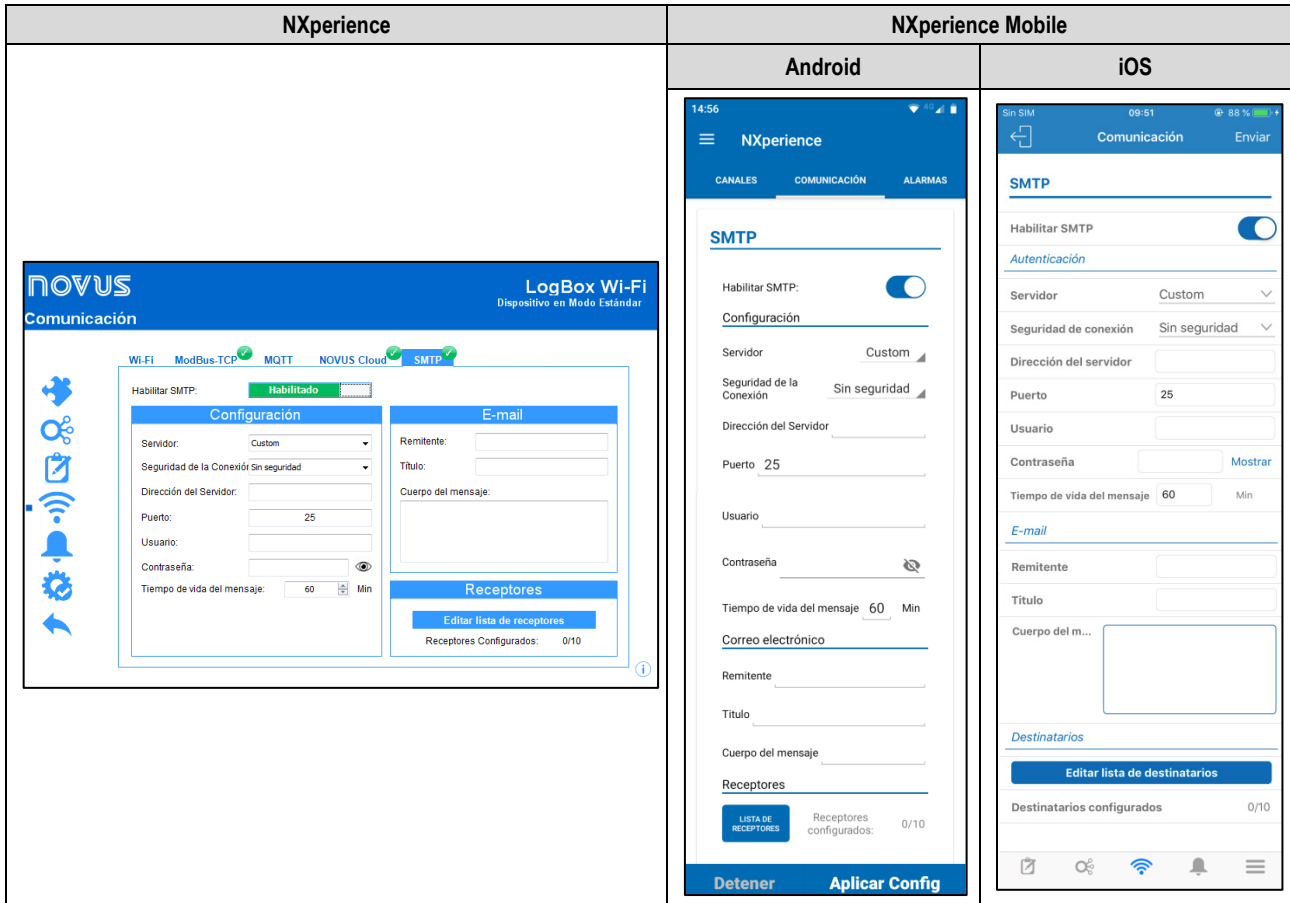 NXperience
NXperience Mobile
Android
iOS
novus
LogBox Wi-Fi
Dispositivo en Modo Estándar
Comunicación
Wi-Fi ModBus-TCP MQTT NOVUS Cloud SMTP
Habilitar SMTP: Habilitado
Configuración
Servidor: Custom
Seguridad de la Conexiór Sin seguridad
Dirección del Servidor:
Puerto: 25
Usuario:
Contraseña:
Tiempo de vida del mensaje: 60 Min
E-mail
Remitente:
Título:
Cuerpo del mensaje:
Receptores
Editar lista de receptores
Receptores Configurados: 0/10
i
14:56 4G
NXperience
CANALES COMUNICACIÓN ALARMAS
SMTP
Habilitar SMTP:
Configuración
Servidor Custom
Seguridad de la
Conexión Sin seguridad
Dirección del Servidor
Puerto 25
Usuario
Contraseña
Tiempo de vida del mensaje 60 Min
Correo electrónico
Remitente
Titulo
Cuerpo del mensaje
Receptores
LISTA DE
RECEPTORES
Receptores
configurados: 0/10
Detener Aplicar Config
Sin SIM 09:51 88 %
Comunicación Enviar
SMTP
Habilitar SMTP
Autenticación
Servidor Custom
Seguridad de conexión Sin seguridad
Dirección del servidor
Puerto 25
Usuario
Contraseña Mostrar
Tiempo de vida del mensaje 60 Min
E-mail
Remitente
Titulo
Cuerpo del m...
Destinatarios
Editar lista de destinatarios
Destinatarios configurados 0/10